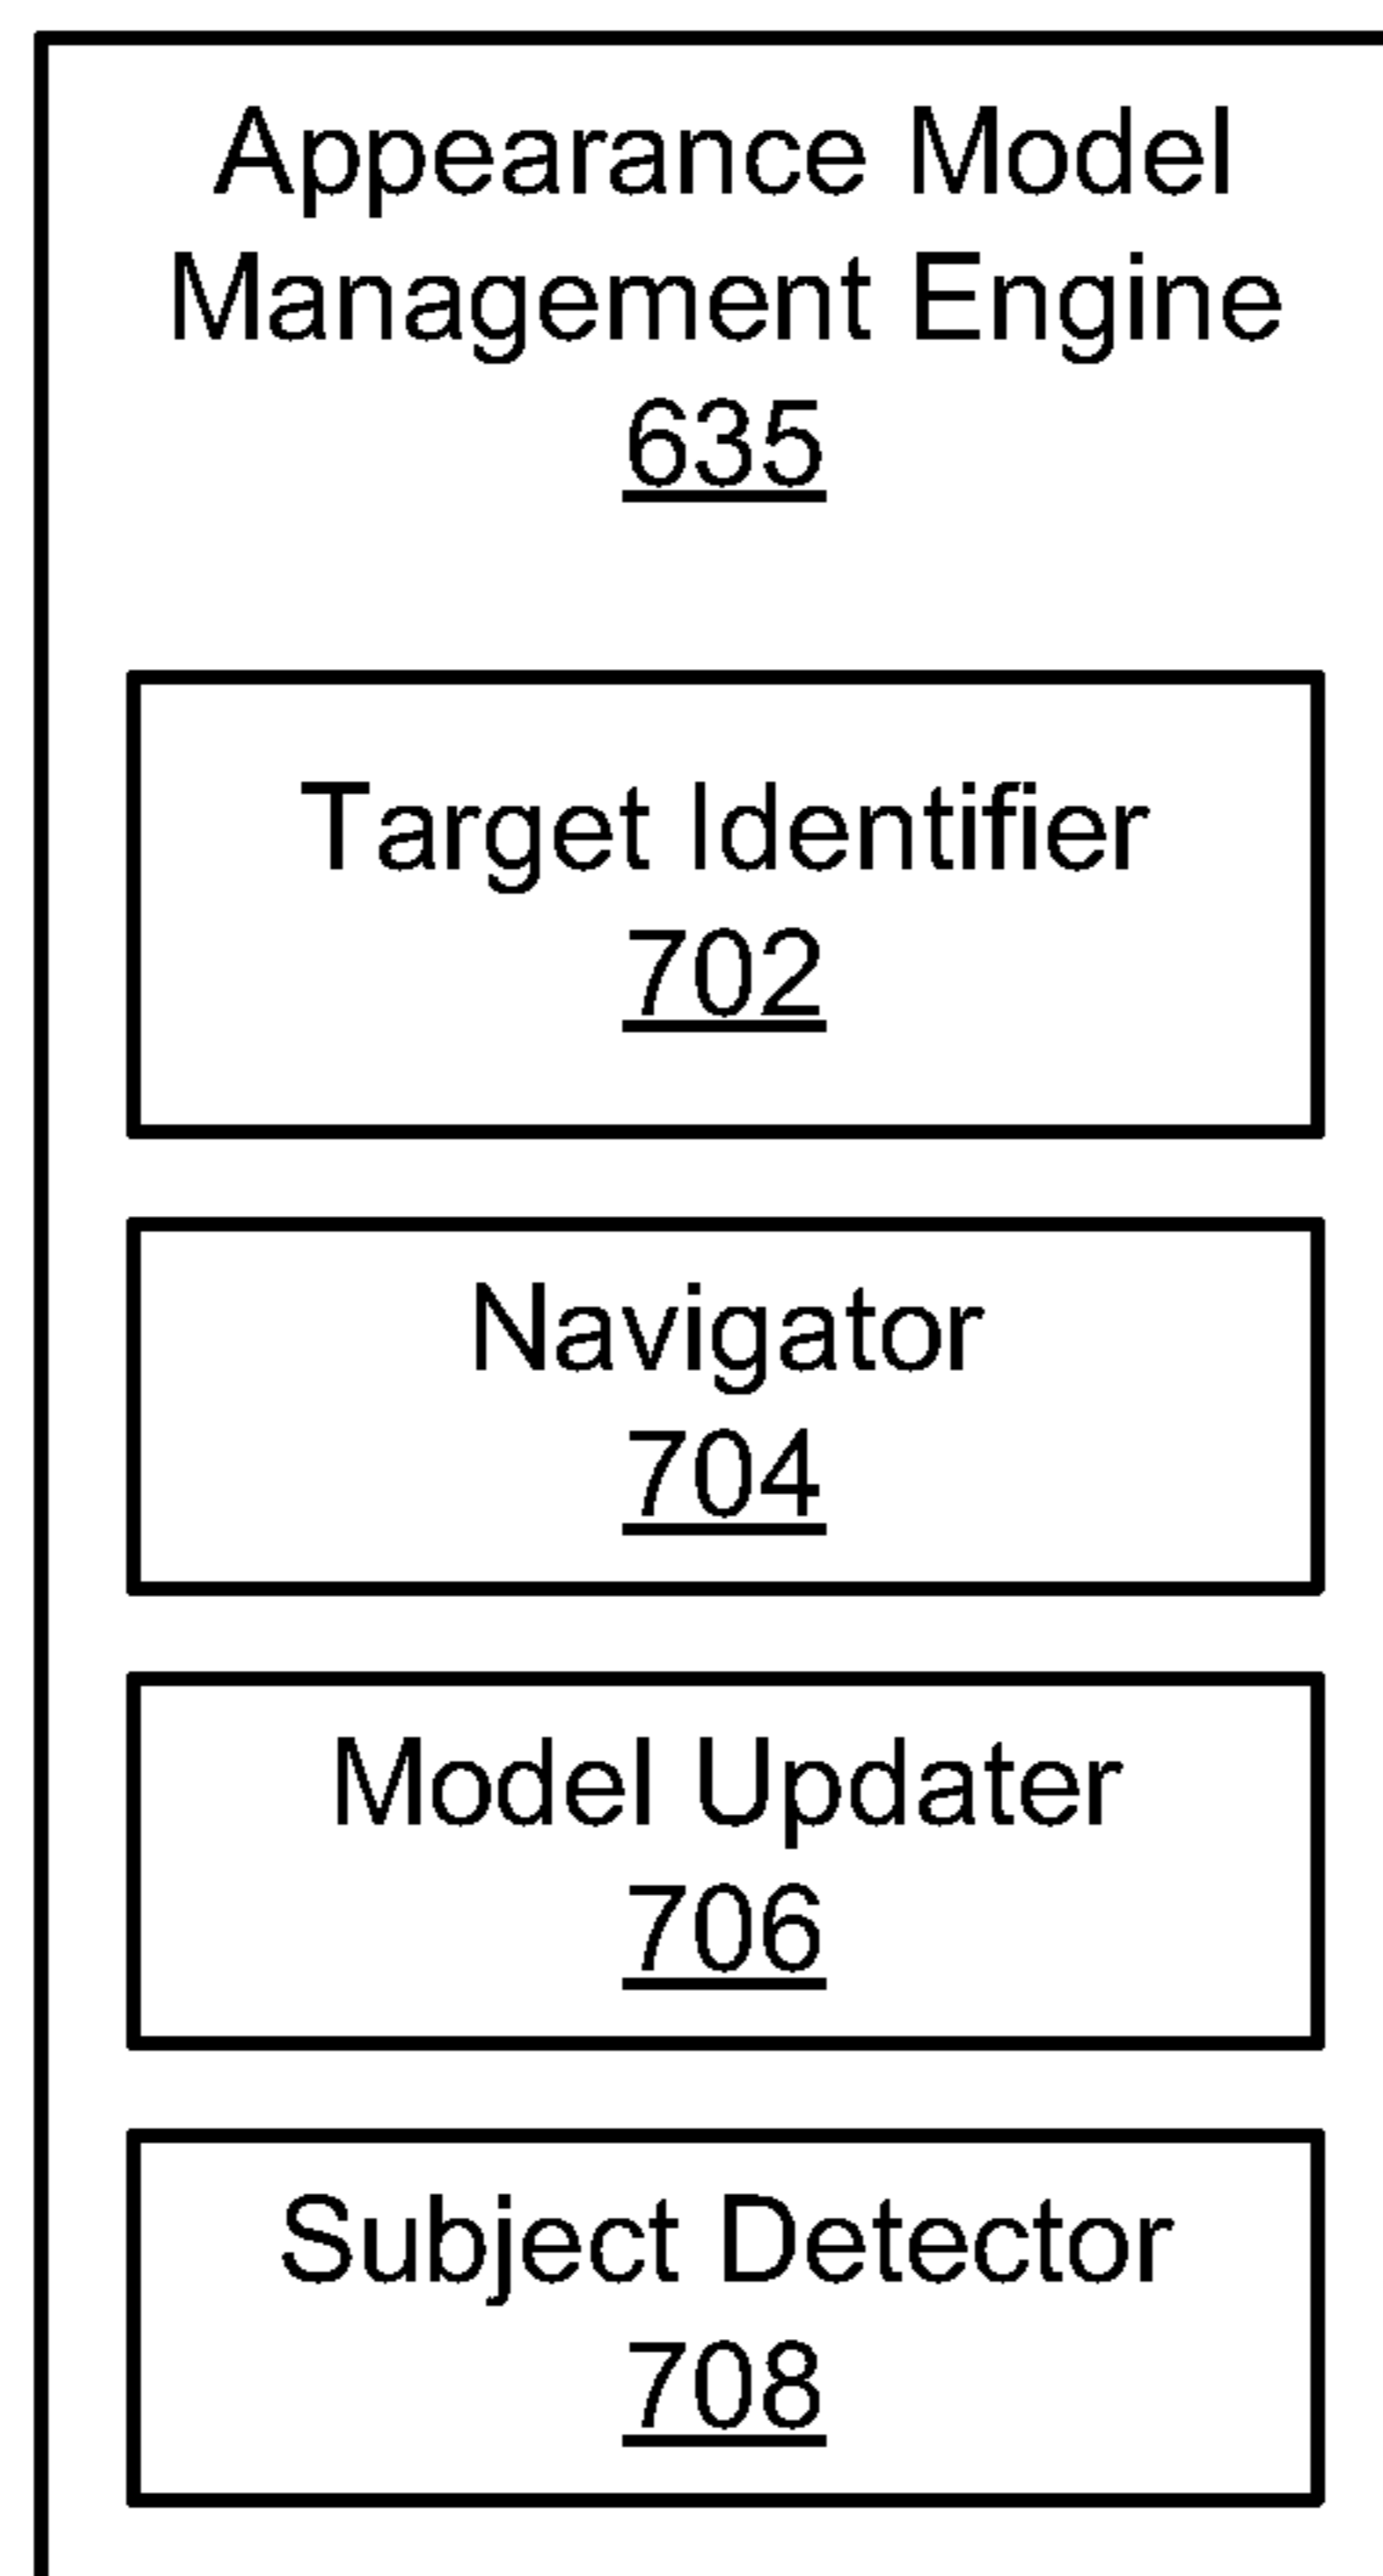 Appearance Model
Management Engine
635
Target Identifier
702
Navigator
704
Model Updater
706
Subject Detector
708